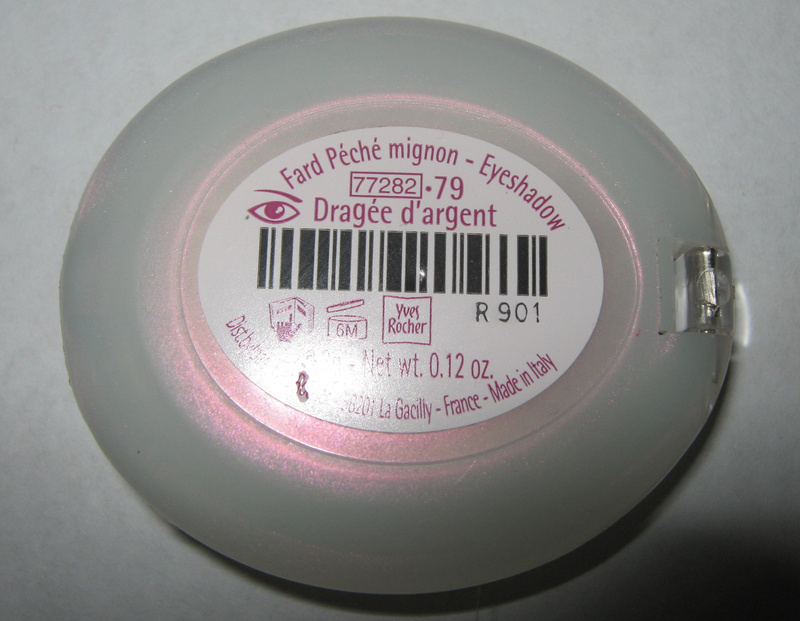 Fard Péché mignon - Eyeshadow
77282 • 79
Dragée d'argent
6M
Yves
Rocher
R 901
- Net wt. 0.12 oz.
La Gacilly - France - Made in Italy